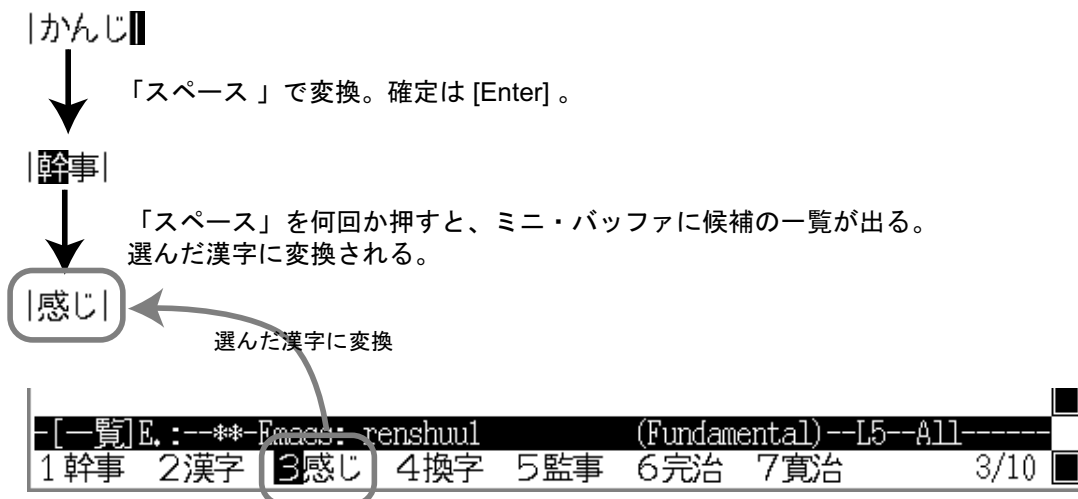 |かんじ
「スペース 」で変換。確定は [Enter] 。
|幹事|
「スペース」を何回か押すと、ミニ・バッファに候補の一覧が出る。
選んだ漢字に変換される。
|感じ|
選んだ漢字に変換
-[一覧]E.:--**-Emacs: renshuu1 (Fundamental)--L5--All------
1幹事 2漢字 3感じ 4換字 5監事 6完治 7寛治 3/10